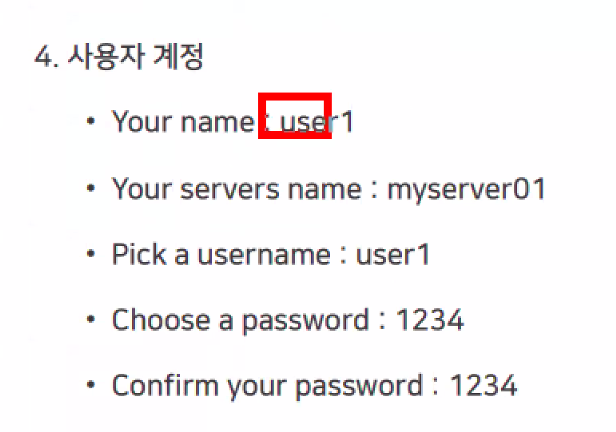 4. 사용자 계정
• Your name : user1
• Your servers name : myserver01
• Pick a username : user1
• Choose a password : 1234
• Confirm your password : 1234